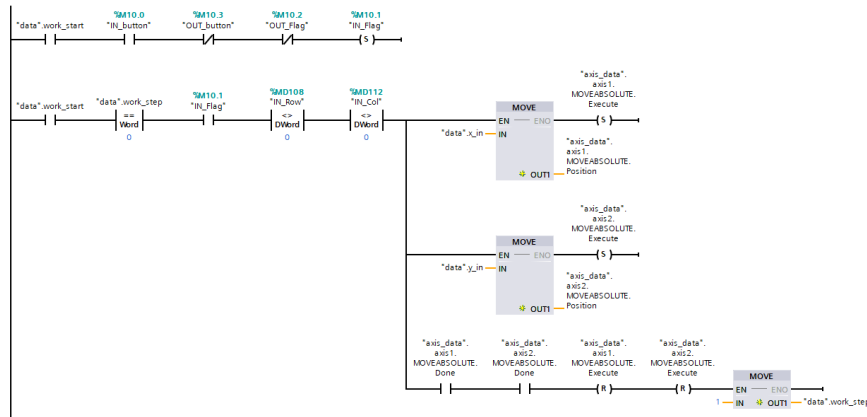 %M10.0 %M10.3 %M10.2 %M10.1
"data".work_start "IN_button" "OUT_button" "OUT_Flag" "IN_Flag"
S
%M10.1 %MD108 %MD112
"data".work_start "data".work_step "IN_Flag" "IN_Row" "IN_Col"
== <> <>
Word DWord DWord
0 0 0
"axis_data".
axis1.
MOVEABSOLUTE.
Execute
MOVE
EN ENO S
"data".x_in IN
"axis_data".
axis1.
MOVEABSOLUTE.
OUT1 Position
"axis_data".
axis2.
MOVEABSOLUTE.
Execute
MOVE
EN ENO S
"data".y_in IN
"axis_data".
axis2.
MOVEABSOLUTE.
OUT1 Position
"axis_data". "axis_data". "axis_data". "axis_data".
axis1. axis2. axis1. axis2.
MOVEABSOLUTE. MOVEABSOLUTE. MOVEABSOLUTE. MOVEABSOLUTE.
Done Done Execute Execute
MOVE
R R EN ENO
1 IN OUT1 "data".work_step